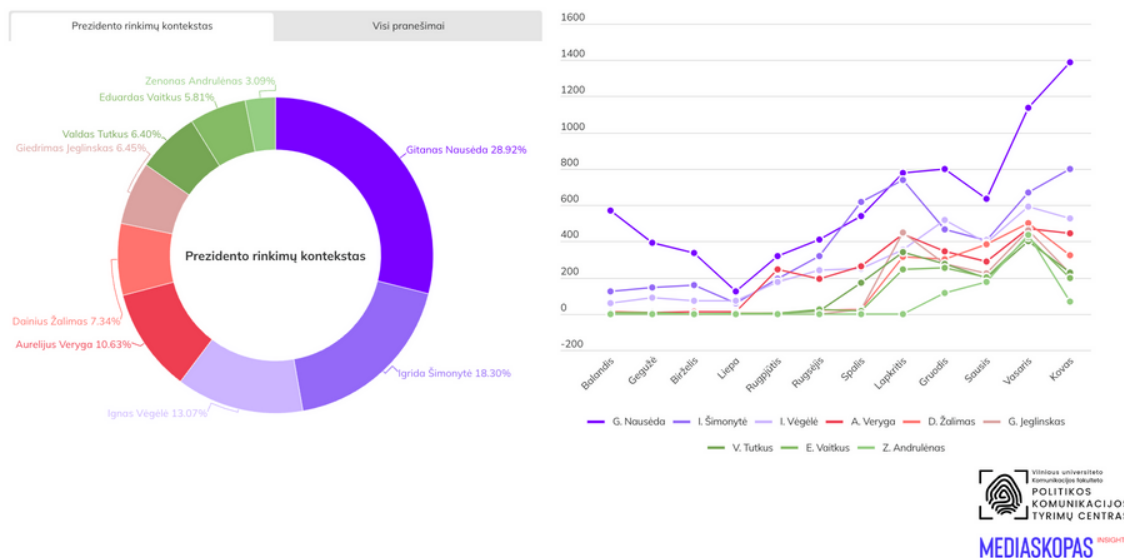 Prezidento rinkimų kontekstas
Visi pranešimai
Zenonas Andrulėnas 3.09%
Eduardas Vaitkus 5.81%
Valdas Tutkus 6.40%
Giedrimas Jeglinskas 6.45%
Gitanas Nausėda 28.92%
Prezidento rinkimų kontekstas
Dainius Žalimas 7.34%
Aurelijus Veryga 10.63%
Igrida Šimonytė 18.30%
Ignas Vėgėlė 13.07%
1600
1400
1200
1000
800
600
400
200
0
-200
Balandis
Gegužė
Birželis
Liepa
Rugpjūtis
Rugsėjis
Spalis
Lapkritis
Gruodis
Sausis
Vasaris
Kovas
G. Nausėda
I. Šimonytė
I. Vėgėlė
A. Veryga
D. Žalimas
G. Jeglinskas
V. Tutkus
E. Vaitkus
Z. Andrulėnas
Vilniaus universiteto
Komunikacijos fakulteto
POLITIKOS
KOMUNIKACIJOS
TYRIMŲ CENTRAS
MEDIASKOPAS INSIGHT